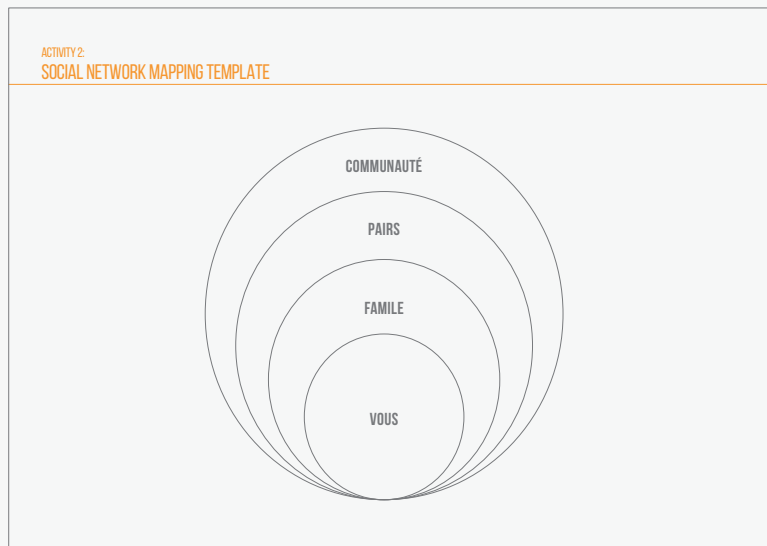 ACTIVITY 2:
SOCIAL NETWORK MAPPING TEMPLATE
COMMUNAUTÉ
PAIRS
FAMILE
VOUS